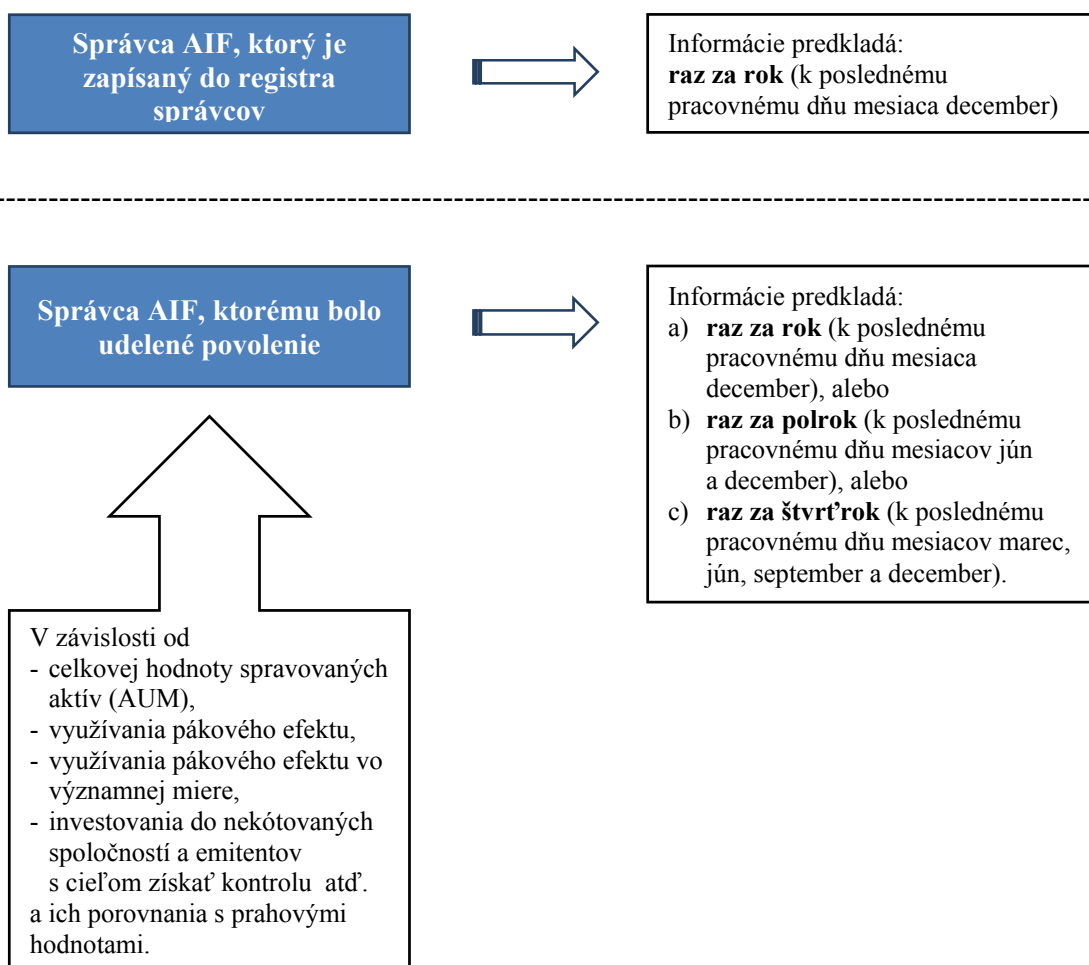 Správca AIF, ktorý je
zapísaný do registra
správcov
Informácie predkladá:
raz za rok (k poslednému
pracovnému dňu mesiaca december)
Správca AIF, ktorému bolo
udelené povolenie
Informácie predkladá:
a) raz za rok (k poslednému
pracovnému dňu mesiaca
december), alebo
b) raz za polrok (k poslednému
pracovnému dňu mesiacov jún
a december), alebo
c) raz za štvrťrok (k poslednému
pracovnému dňu mesiacov marec,
jún, september a december).
V závislosti od
- celkovej hodnoty spravovaných
aktív (AUM),
- využívania pákového efektu,
- využívania pákového efektu vo
významnej miere,
- investovania do nekótovaných
spoločností a emitentov
s cieľom získať kontrolu atď.
a ich porovnania s prahovými
hodnotami.